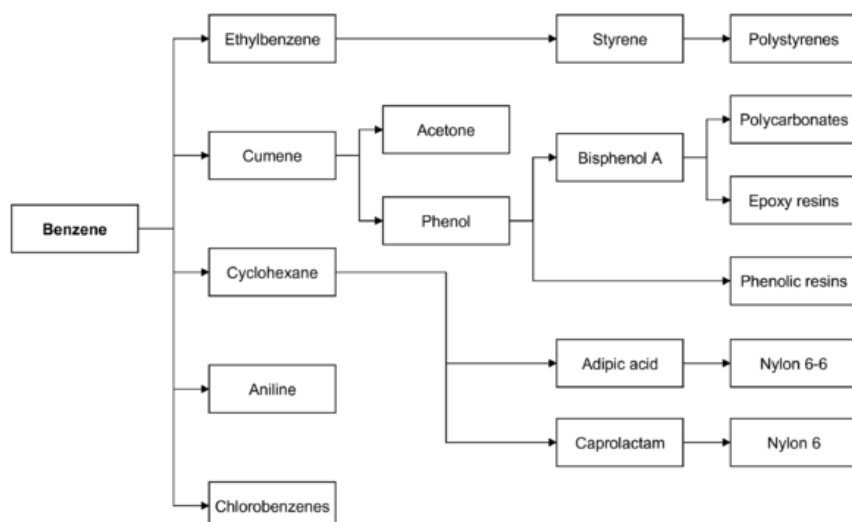 Ethylbenzene
Styrene
Polystyrenes
Polycarbonates
Acetone
Cumene
Bisphenol A
Epoxy resins
Phenol
Benzene
Cyclohexane
Phenolic resins
Adipic acid
Nylon 6-6
Aniline
Caprolactam
Nylon 6
Chlorobenzenes